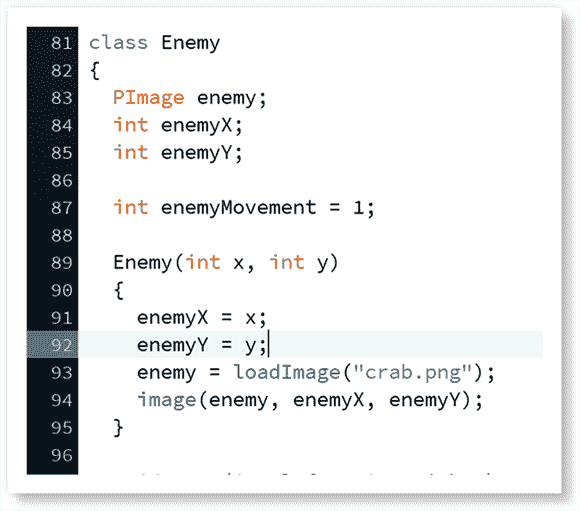 81 class Enemy
82 {
83 PImage enemy;
84 int enemyX;
85 int enemyY;
86
87 int enemyMovement = 1;
88
89 Enemy(int x, int y)
90 {
91 enemyX = x;
92 enemyY = y;
93 enemy = loadImage("crab.png");
94 image(enemy, enemyX, enemyY);
95 }
96